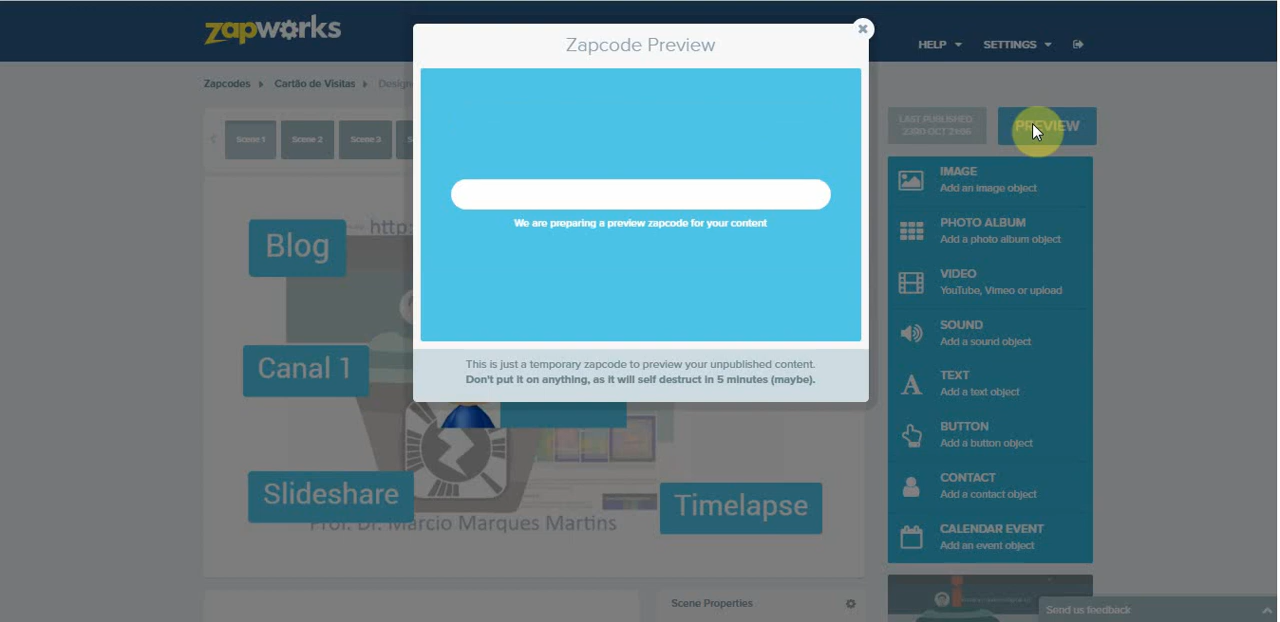 zapworks
HELP
SETTINGS
Zapcode Preview
Zapcodes
Cartão de Visitas
Scene 1
Scene 2
Scene 3
LAST PUBLISHED
23RD OCT 21:06
PREVIEW
We are preparing a preview zapcode for your content
This is just a temporary zapcode to preview your unpublished content.
Don't put it on anything, as it will self destruct in 5 minutes (maybe).
Blog
Canal 1
Slideshare
Timelapse
Prof. Dr. Marcio Marques Martins
IMAGE
Add an image object
PHOTO ALBUM
Add a photo album object
VIDEO
YouTube, Vimeo or upload
SOUND
Add a sound object
TEXT
Add a text object
BUTTON
Add a button object
CONTACT
Add a contact object
CALENDAR EVENT
Add an event object
Scene Properties
Send us feedback